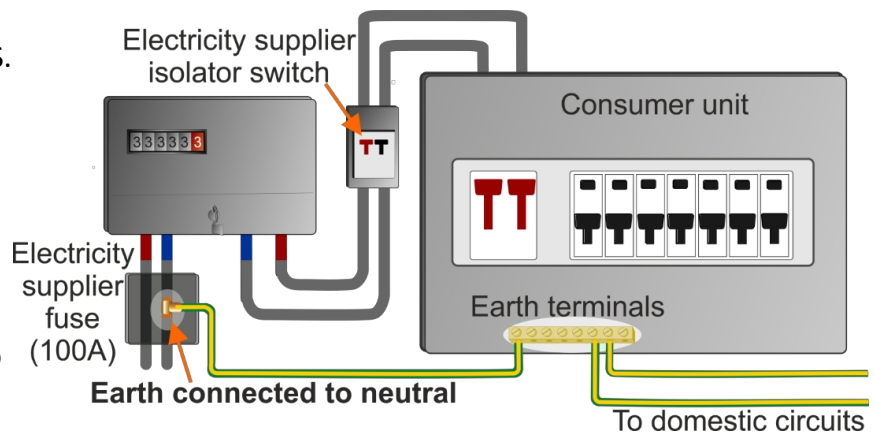 s.
Electricity supplier
isolator switch
Consumer unit
333333
Electricity
supplier
fuse
(100A)
Earth terminals
Earth connected to neutral
To domestic circuits